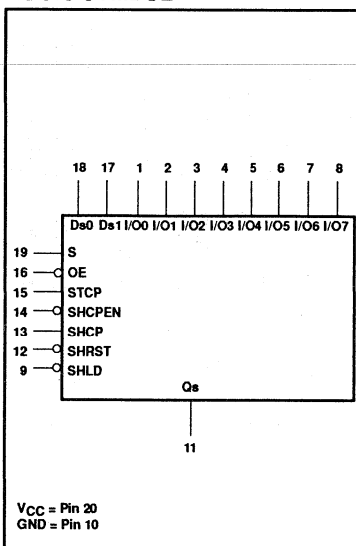 18 17 1 2 3 4 5 6 7 8
Ds0 Ds1 I/O0 I/O1 I/O2 I/O3 I/O4 I/O5 I/O6 I/O7
19 S
16 OE
15 STCP
14 SHCPEN
13 SHCP
12 SHRST
9 SHLD
Qs
11
VCC = Pin 20
GND = Pin 10